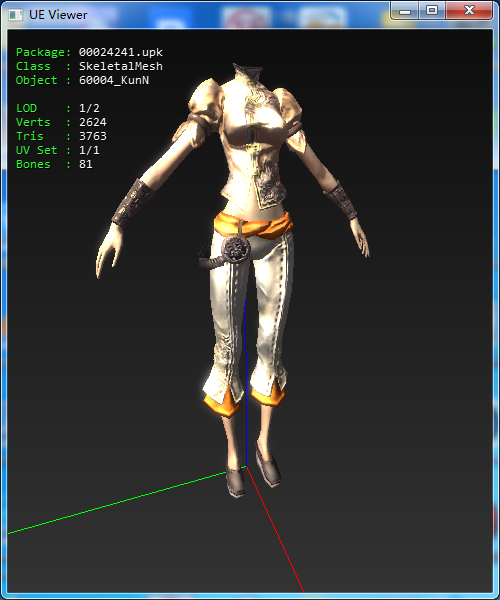 UE Viewer
Package: 00024241.upk
Class : SkeletalMesh
Object : 60004_KunN
LOD : 1/2
Verts : 2624
Tris : 3763
UV Set : 1/1
Bones : 81